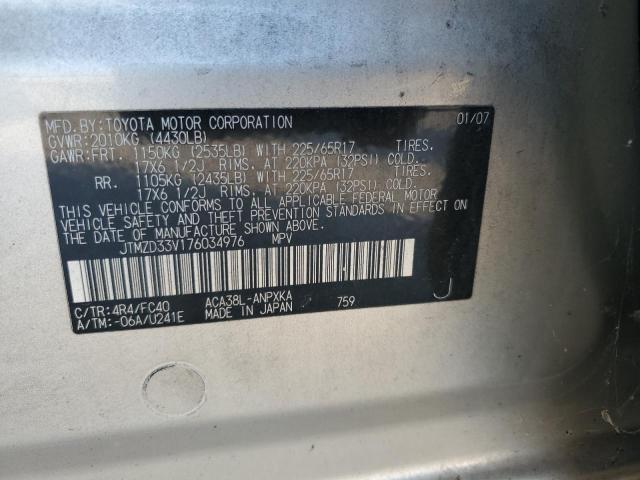 MFD.BY:TOYOTA MOTOR CORPORATION 01/07
GVWR:2010KG (4430LB)
GAWR:FRT. 1150KG (2535LB) WITH 225/65R17 TIRES.
17X6 1/2J RIMS. AT 220KPA (32PSI) COLD.
RR. 1105KG (2435LB) WITH 225/65R17 TIRES.
17X6 1/2J RIMS. AT 220KPA (32PSI) COLD.
THIS VEHICLE CONFORMS TO ALL APPLICABLE FEDERAL MOTOR
VEHICLE SAFETY AND THEFT PREVENTION STANDARDS IN EFFECT ON
THE DATE OF MANUFACTURE SHOWN ABOVE.
JTMZD33V176034976 MPV
C/TR:4R4/FC40 ACA38L-ANPXKA 759 J
A/TM:-06A/U241E MADE IN JAPAN